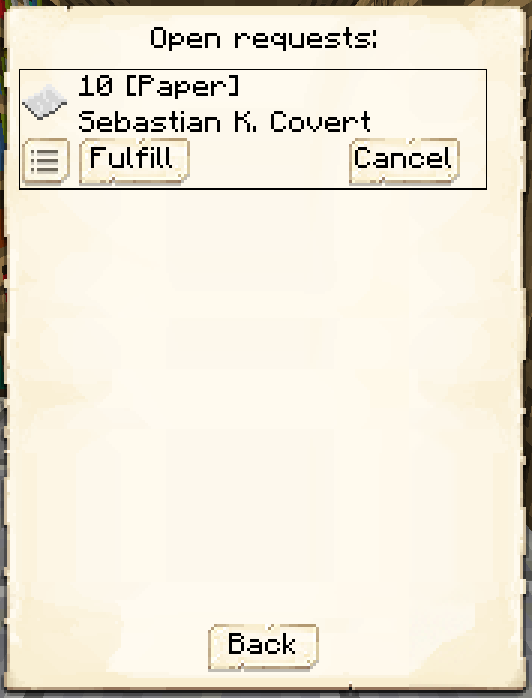 Open requests:
10 [Paper]
Sebastian K. Covert
Fulfill
Cancel
Back